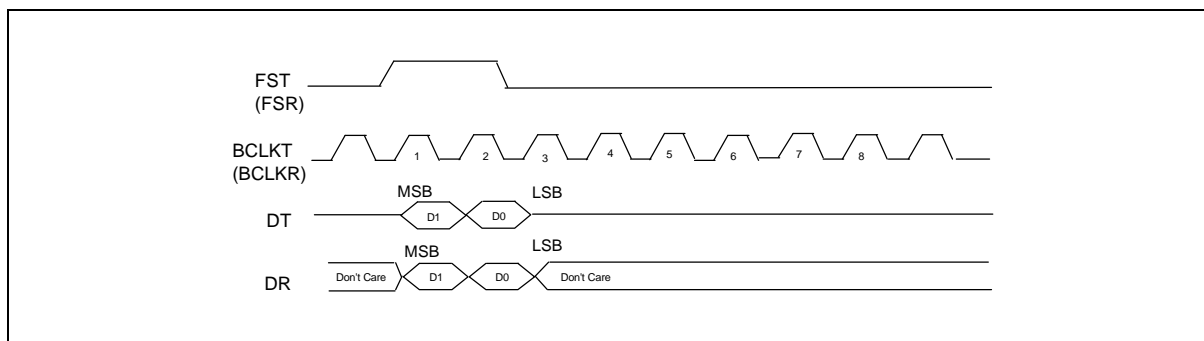 FST
(FSR)
BCLKT
(BCLKR)
1 2 3 4 5 6 7 8
MSB LSB
DT
D1 D0
MSB LSB
DR
Don't Care D1 D0 Don't Care